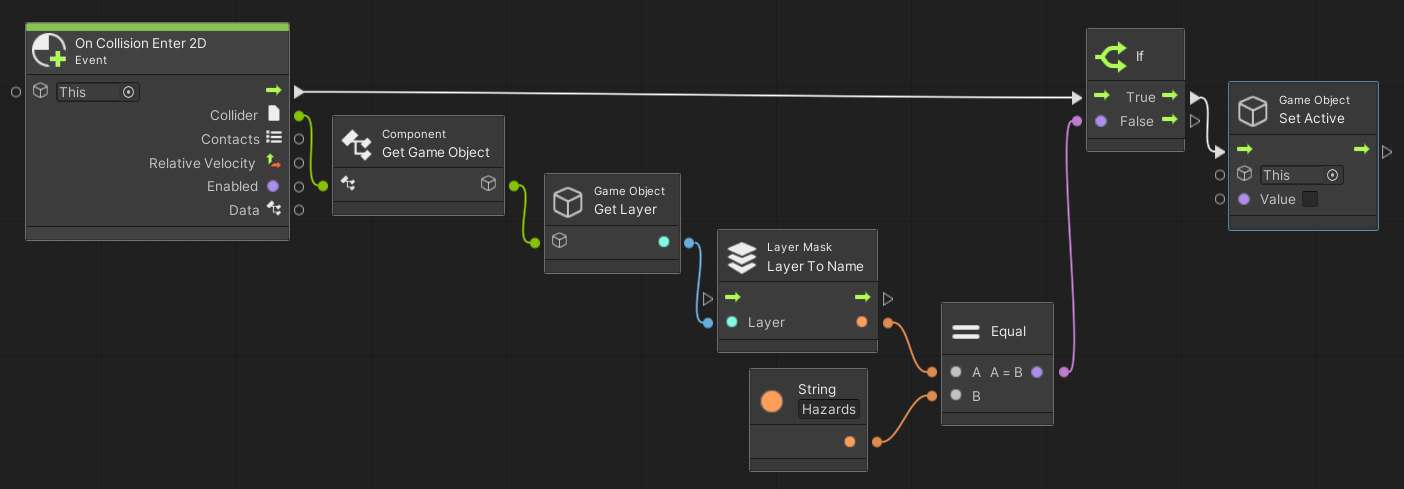 On Collision Enter 2D
Event
This
Collider
Contacts
Relative Velocity
Enabled
Data
Component
Get Game Object
Game Object
Get Layer
Layer Mask
Layer To Name
Layer
String
Hazards
Equal
A A = B
B
If
True
False
Game Object
Set Active
This
Value